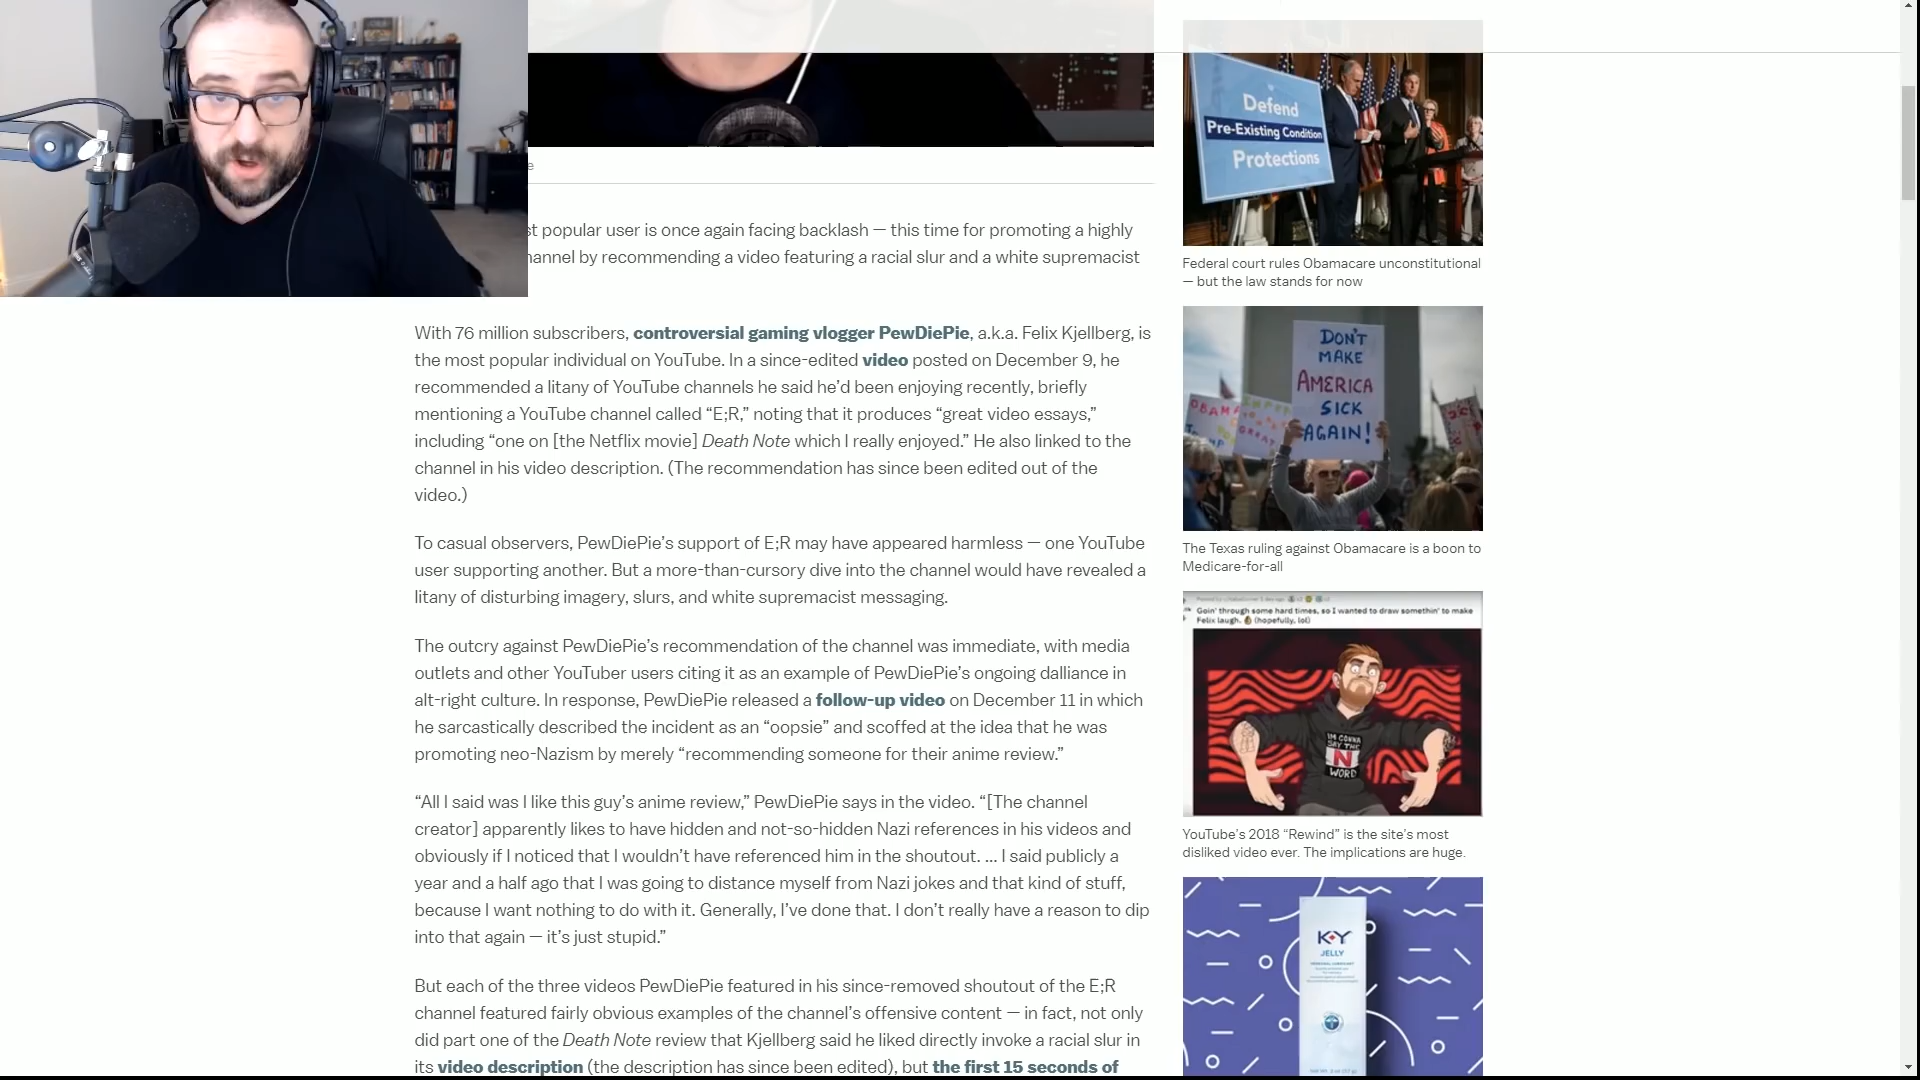 e
st popular user is once again facing backlash — this time for promoting a highly
hannel by recommending a video featuring a racial slur and a white supremacist
With 76 million subscribers, controversial gaming vlogger PewDiePie, a.k.a. Felix Kjellberg, is
the most popular individual on YouTube. In a since-edited video posted on December 9, he
recommended a litany of YouTube channels he said he’d been enjoying recently, briefly
mentioning a YouTube channel called “E;R,” noting that it produces “great video essays,”
including “one on [the Netflix movie] Death Note which I really enjoyed.” He also linked to the
channel in his video description. (The recommendation has since been edited out of the
video.)
To casual observers, PewDiePie’s support of E;R may have appeared harmless — one YouTube
user supporting another. But a more-than-cursory dive into the channel would have revealed a
litany of disturbing imagery, slurs, and white supremacist messaging.
The outcry against PewDiePie’s recommendation of the channel was immediate, with media
outlets and other YouTuber users citing it as an example of PewDiePie’s ongoing dalliance in
alt-right culture. In response, PewDiePie released a follow-up video on December 11 in which
he sarcastically described the incident as an “oopsie” and scoffed at the idea that he was
promoting neo-Nazism by merely “recommending someone for their anime review.”
“All I said was I like this guy’s anime review,” PewDiePie says in the video. “[The channel
creator] apparently likes to have hidden and not-so-hidden Nazi references in his videos and
obviously if I noticed that I wouldn’t have referenced him in the shoutout. ... I said publicly a
year and a half ago that I was going to distance myself from Nazi jokes and that kind of stuff,
because I want nothing to do with it. Generally, I’ve done that. I don’t really have a reason to dip
into that again — it’s just stupid.”
But each of the three videos PewDiePie featured in his since-removed shoutout of the E;R
channel featured fairly obvious examples of the channel’s offensive content — in fact, not only
did part one of the Death Note review that Kjellberg said he liked directly invoke a racial slur in
its video description (the description has since been edited), but the first 15 seconds of
Defend
Pre-Existing Condition
Protections
Federal court rules Obamacare unconstitutional
— but the law stands for now
DON'T
MAKE
AMERICA
SICK
AGAIN!
The Texas ruling against Obamacare is a boon to
Medicare-for-all
Goin' through some hard times, so I wanted to draw somethin' to make
Felix laugh. (hopefully, lol)
IM GONNA
SAY THE
N
WORD
YouTube’s 2018 “Rewind” is the site’s most
disliked video ever. The implications are huge.
K-Y
JELLY